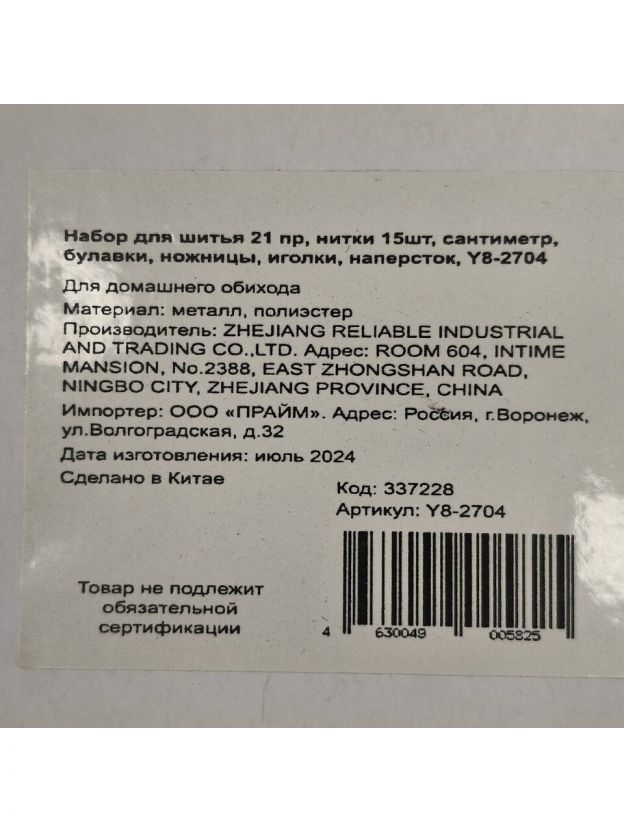 Набор для шитья 21 пр, нитки 15шт, сантиметр,
булавки, ножницы, иголки, наперсток, Y8-2704
Для домашнего обихода
Материал: металл, полиэстер
Производитель: ZHEJIANG RELIABLE INDUSTRIAL
AND TRADING CO.,LTD. Адрес: ROOM 604, INTIME
MANSION, No.2388, EAST ZHONGSHAN ROAD,
NINGBO CITY, ZHEJIANG PROVINCE, CHINA
Импортер: ООО «ПРАЙМ». Адрес: Россия, г.Воронеж,
ул.Волгоградская, д.32
Дата изготовления: июль 2024
Сделано в Китае
Код: 337228
Артикул: Y8-2704
Товар не подлежит
обязательной
сертификации
4 630049 005825